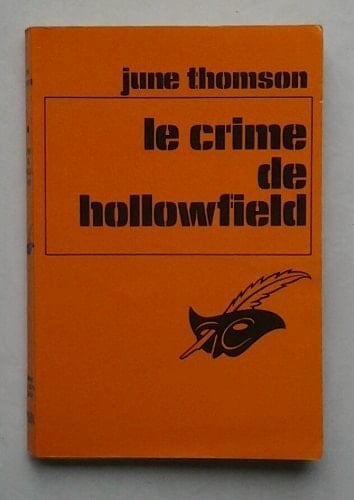 june thomson
le crime
de
hollowfield